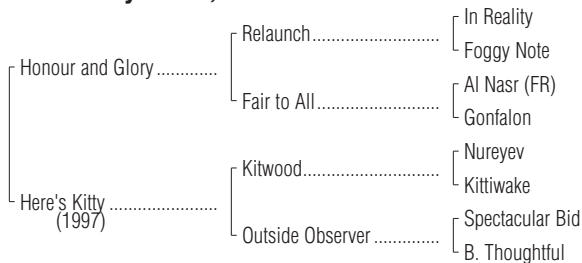 In Reality
Relaunch
Foggy Note
Honour and Glory
Al Nasr (FR)
Fair to All
Gonfalon
Nureyev
Kitwood
Kittiwake
Here's Kitty
(1997)
Spectacular Bid
Outside Observer
B. Thoughtful